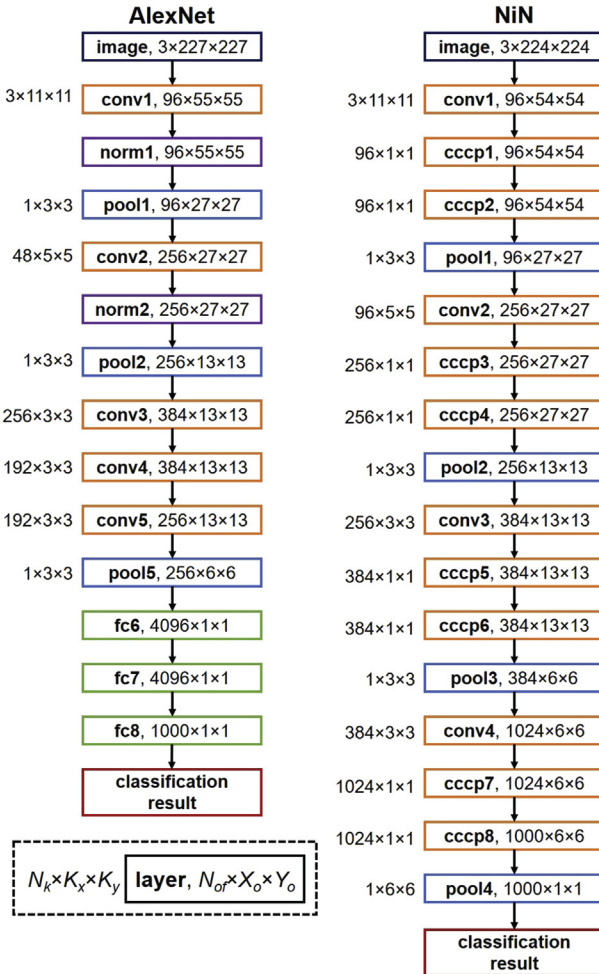 AlexNet
image, 3×227×227
3×11×11
conv1, 96×55×55
norm1, 96×55×55
1×3×3
pool1, 96×27×27
48×5×5
conv2, 256×27×27
norm2, 256×27×27
1×3×3
pool2, 256×13×13
256×3×3
conv3, 384×13×13
192×3×3
conv4, 384×13×13
192×3×3
conv5, 256×13×13
1×3×3
pool5, 256×6×6
fc6, 4096×1×1
fc7, 4096×1×1
fc8, 1000×1×1
classification
result
Nk×Kx×Ky
layer, Nof×Xo×Yo
NiN
image, 3×224×224
3×11×11
conv1, 96×54×54
96×1×1
cccp1, 96×54×54
96×1×1
cccp2, 96×54×54
1×3×3
pool1, 96×27×27
96×5×5
conv2, 256×27×27
256×1×1
cccp3, 256×27×27
256×1×1
cccp4, 256×27×27
1×3×3
pool2, 256×13×13
256×3×3
conv3, 384×13×13
384×1×1
cccp5, 384×13×13
384×1×1
cccp6, 384×13×13
1×3×3
pool3, 384×6×6
384×3×3
conv4, 1024×6×6
1024×1×1
cccp7, 1024×6×6
1024×1×1
cccp8, 1000×6×6
1×6×6
pool4, 1000×1×1
classification
result